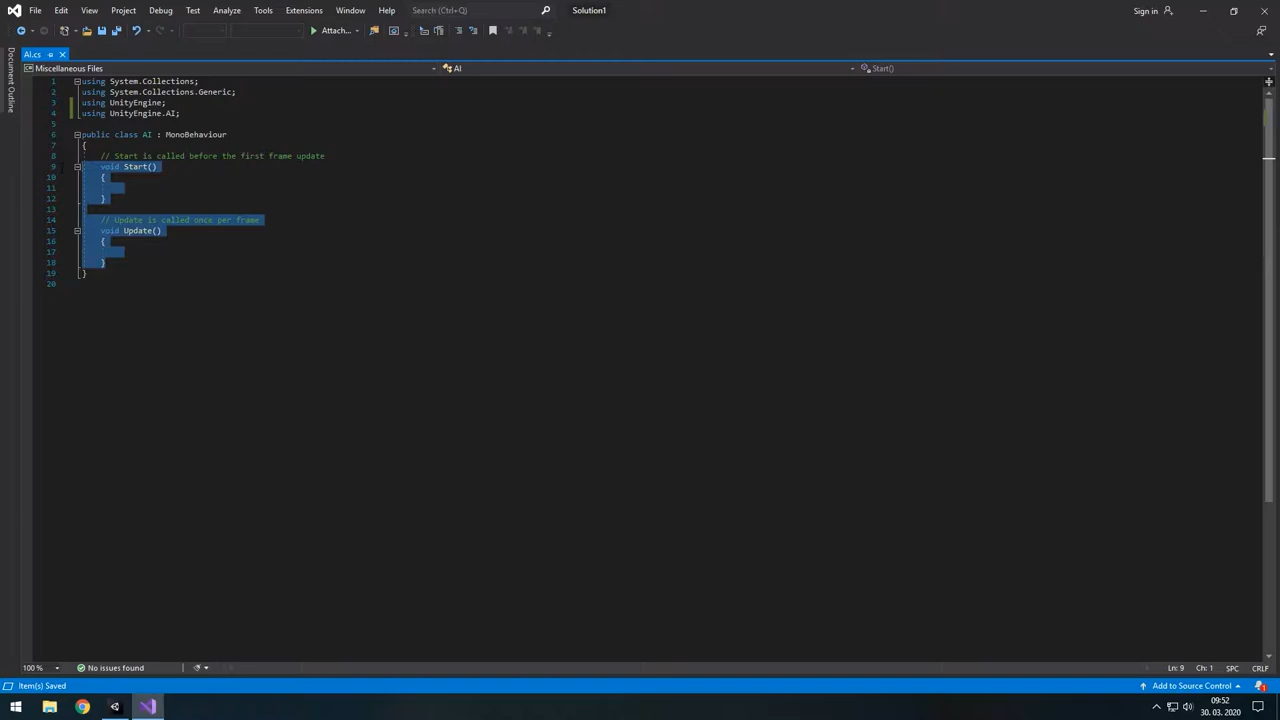 File Edit View Project Debug Test Analyze Tools Extensions Window Help Search (Ctrl+Q) Solution1 Sign in
Attach...
AI.cs
Document Outline
Miscellaneous Files AI Start()
1 using System.Collections;
2 using System.Collections.Generic;
3 using UnityEngine;
4 using UnityEngine.AI;
5
6 public class AI : MonoBehaviour
7 {
8 // Start is called before the first frame update
9 void Start()
10 {
11
12 }
13
14 // Update is called once per frame
15 void Update()
16 {
17
18 }
19 }
20
100 % No issues found Ln: 9 Ch: 1 SPC CRLF
Item(s) Saved Add to Source Control 1
09:52
30. 03. 2020